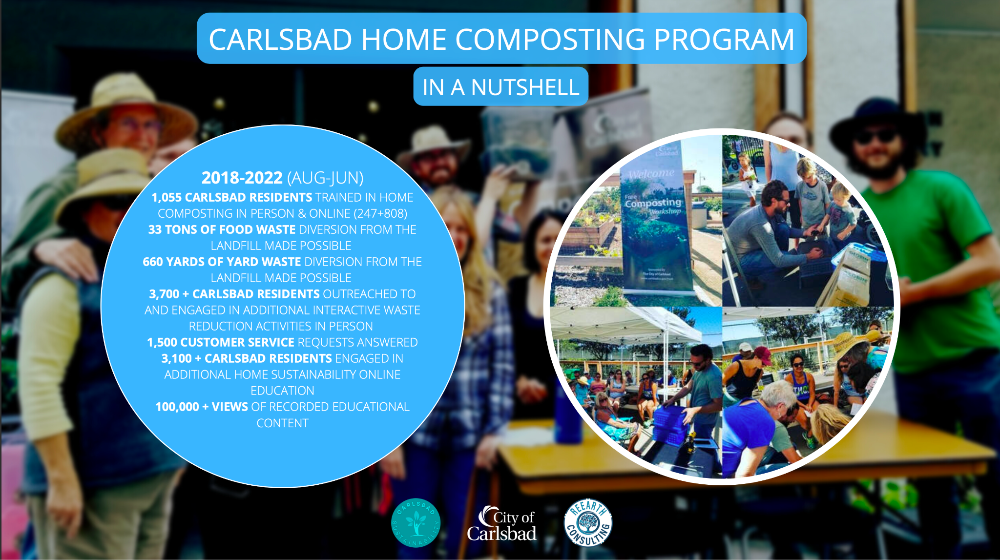 CARLSBAD HOME COMPOSTING PROGRAM
IN A NUTSHELL
2018-2022 (AUG-JUN)
1,055 CARLSBAD RESIDENTS TRAINED IN HOME
COMPOSTING IN PERSON & ONLINE (247+808)
33 TONS OF FOOD WASTE DIVERSION FROM THE
LANDFILL MADE POSSIBLE
660 YARDS OF YARD WASTE DIVERSION FROM THE
LANDFILL MADE POSSIBLE
3,700 + CARLSBAD RESIDENTS OUTREACHED TO
AND ENGAGED IN ADDITIONAL INTERACTIVE WASTE
REDUCTION ACTIVITIES IN PERSON
1,500 CUSTOMER SERVICE REQUESTS ANSWERED
3,100 + CARLSBAD RESIDENTS ENGAGED IN
ADDITIONAL HOME SUSTAINABILITY ONLINE
EDUCATION
100,000 + VIEWS OF RECORDED EDUCATIONAL
CONTENT
City of
Carlsbad
Welcome
Free
Composting
Workshop
Sponsored by
The City of Carlsbad
GEOBIN
GEOBIN
City of
Carlsbad
CARLSBAD
SUSTAINABILITY
City of
Carlsbad
REEARTH
CONSULTING